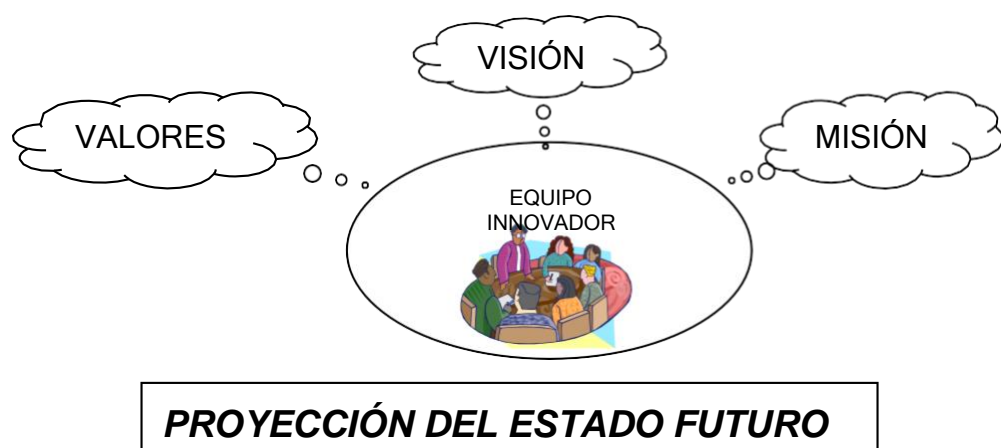 VISIÓN
VALORES
MISIÓN
EQUIPO
INNOVADOR
PROYECCIÓN DEL ESTADO FUTURO